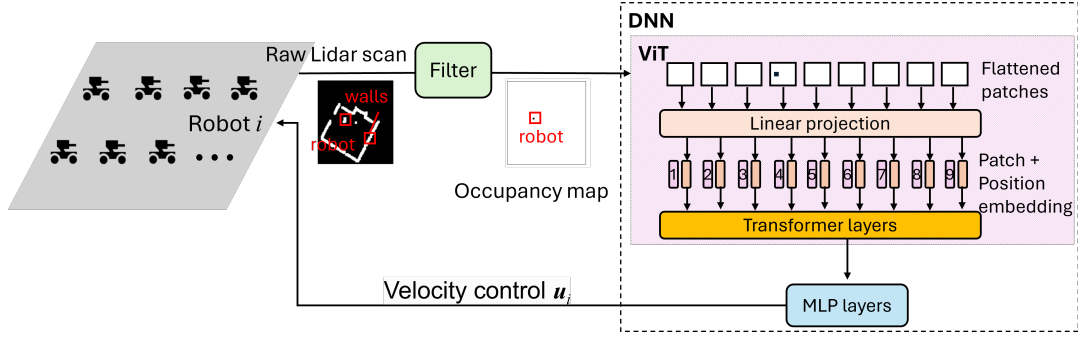 DNN
ViT
Raw Lidar scan
Filter
Flattened
patches
walls
robot
Robot i
robot
Linear projection
Occupancy map
1 2 3 4 5 6 7 8 9
Patch +
Position
embedding
Transformer layers
Velocity control uᵢ
MLP layers